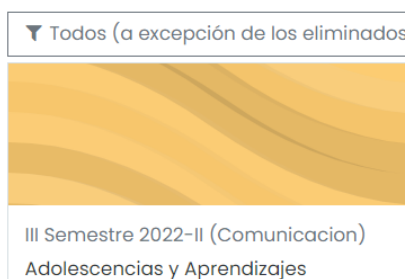 Todos (a excepción de los eliminados
III Semestre 2022-II (Comunicacion)
Adolescencias y Aprendizajes